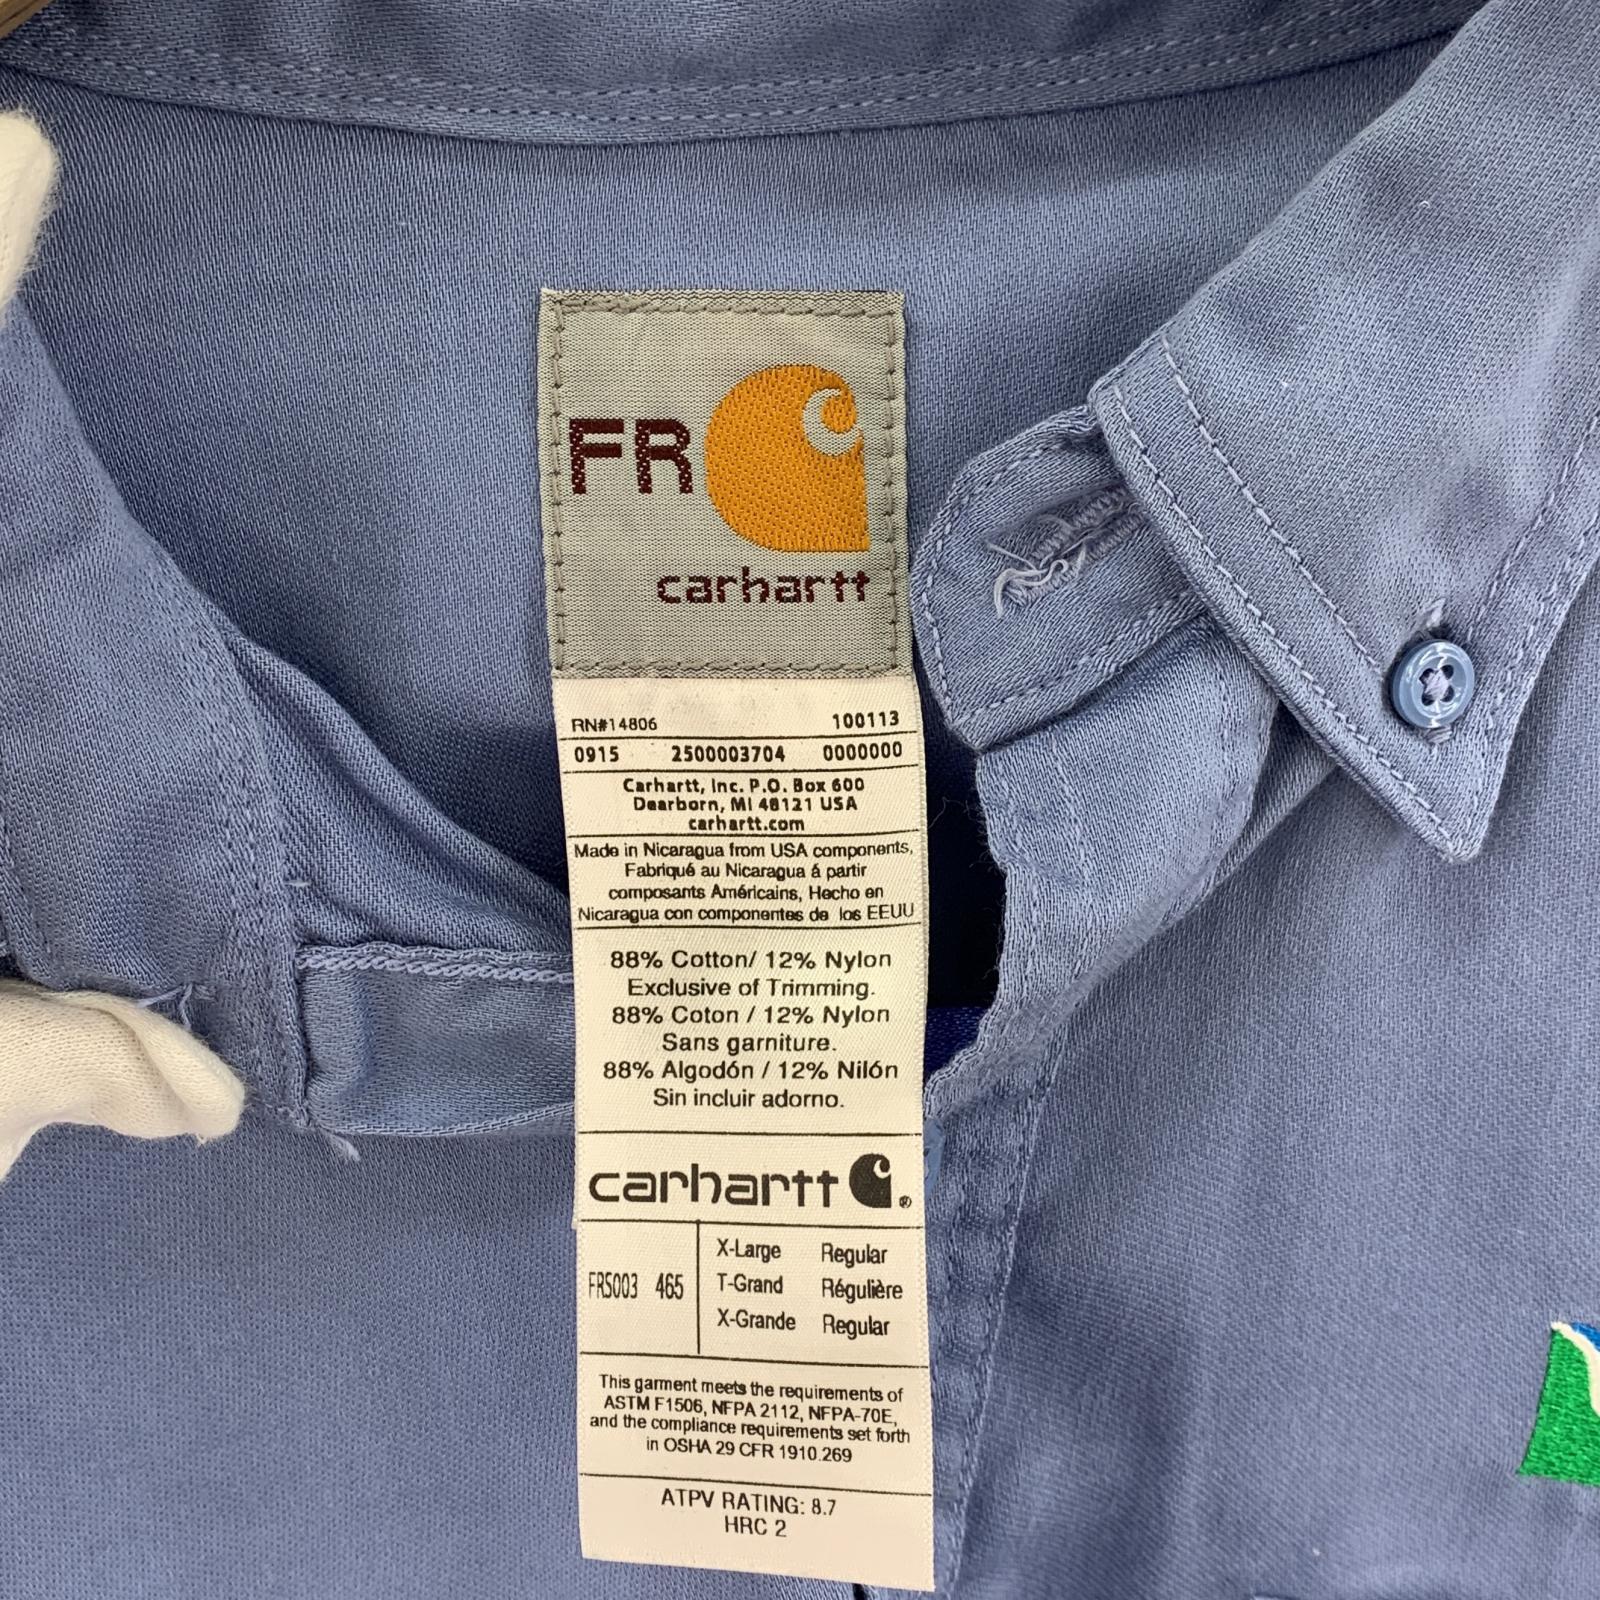 FR
carhartt
RN#14806 100113
0915 2500003704 0000000
Carhartt, Inc. P.O. Box 600
Dearborn, MI 48121 USA
carhartt.com
Made in Nicaragua from USA components,
Fabriqué au Nicaragua á partir
composants Américains, Hecho en
Nicaragua con componentes de los EEUU
88% Cotton/ 12% Nylon
Exclusive of Trimming.
88% Coton / 12% Nylon
Sans garniture.
88% Algodón / 12% Nilón
Sin incluir adorno.
carhartt ®
X-Large Regular
FRS003 465 T-Grand Régulière
X-Grande Regular
This garment meets the requirements of
ASTM F1506, NFPA 2112, NFPA-70E,
and the compliance requirements set forth
in OSHA 29 CFR 1910.269
ATPV RATING: 8.7
HRC 2